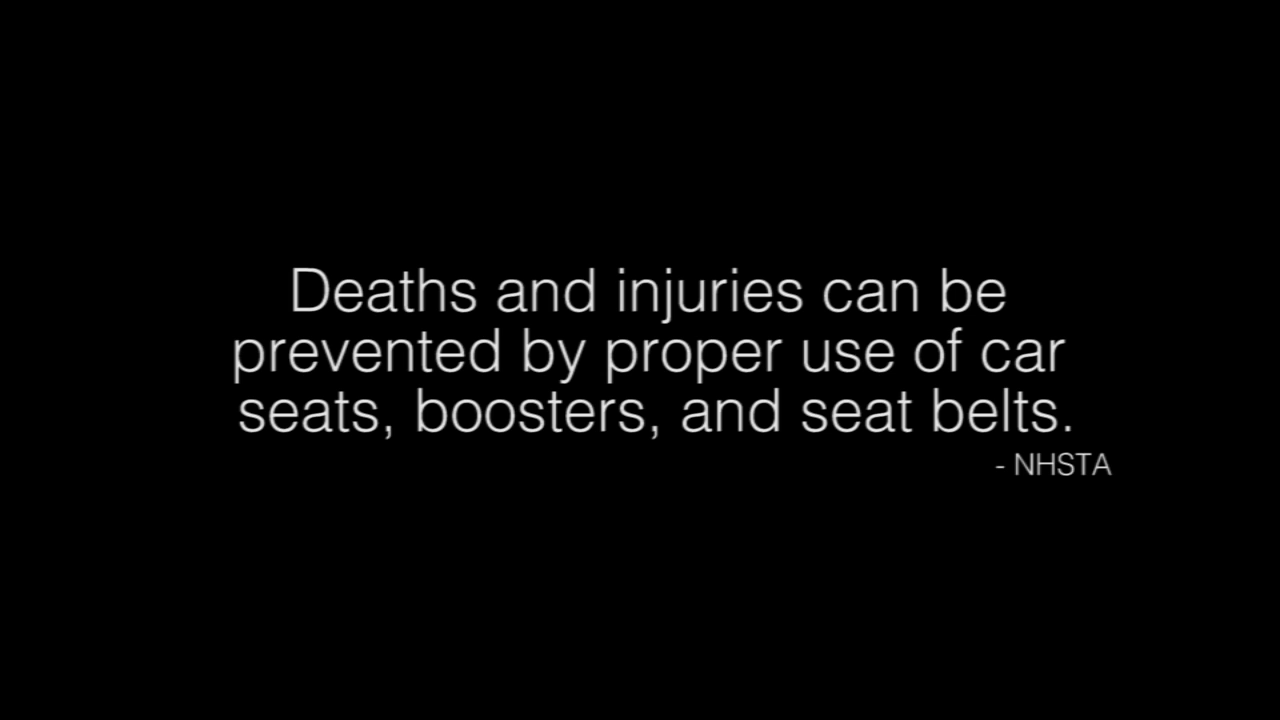 Deaths and injuries can be
prevented by proper use of car
seats, boosters, and seat belts.
- NHSTA